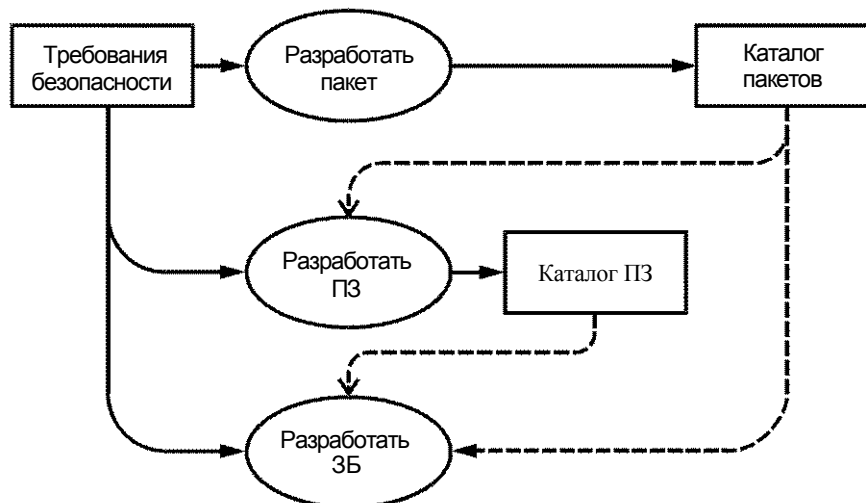 Требования
безопасности
Разработать
пакет
Каталог
пакетов
Разработать
ПЗ
Каталог ПЗ
Разработать
ЗБ